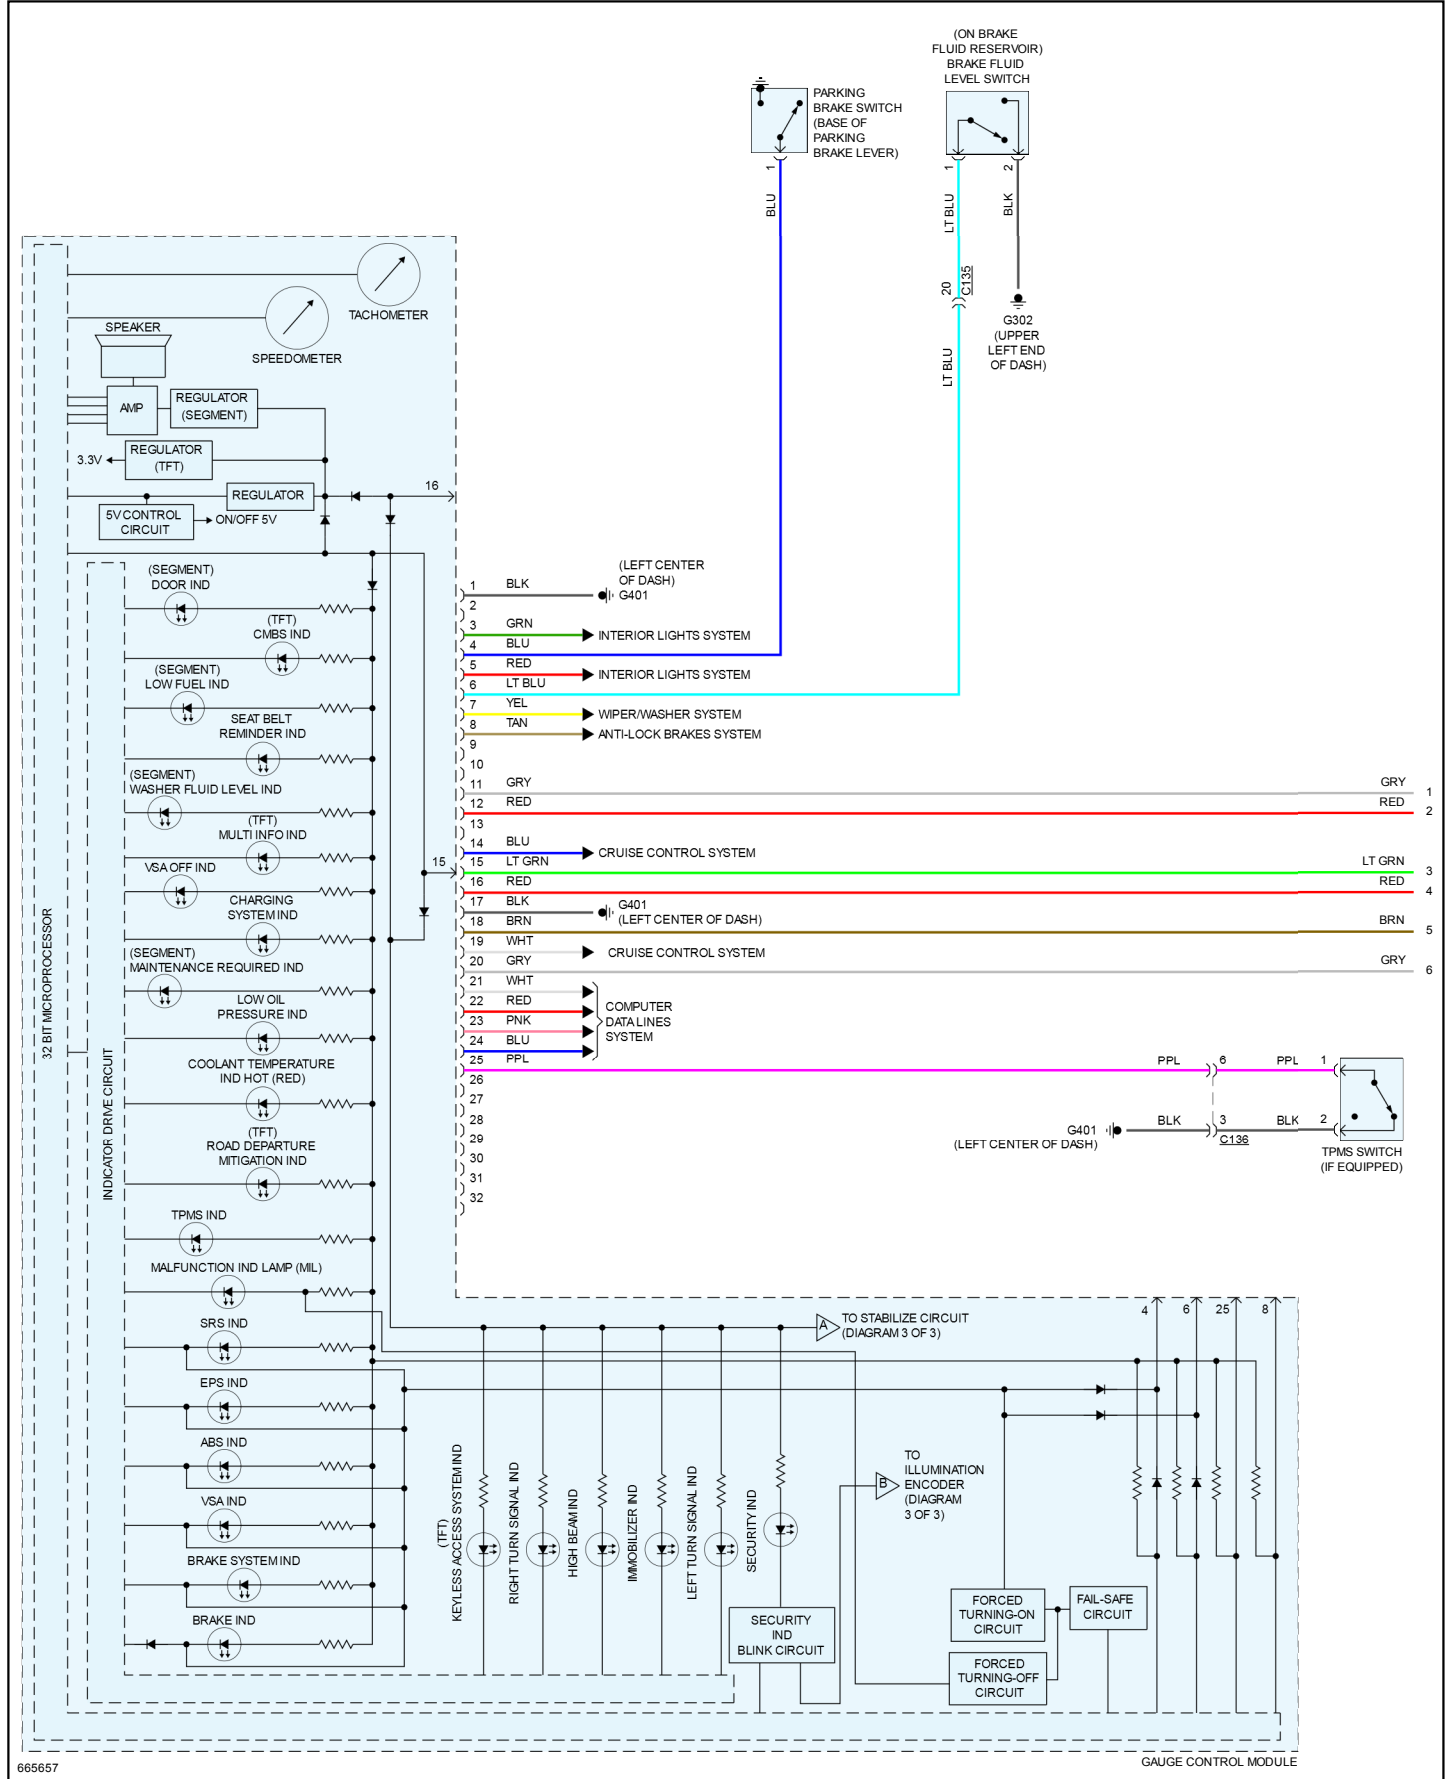 (ON BRAKE
FLUID RESERVOIR)
BRAKE FLUID
LEVEL SWITCH
PARKING
BRAKE SWITCH
(BASE OF
PARKING
BRAKE LEVER)
1
BLU
1
LT BLU
2
BLK
20
C135
LT BLU
G302
(UPPER
LEFT END
OF DASH)
TACHOMETER
SPEEDOMETER
SPEAKER
AMP
REGULATOR
(SEGMENT)
REGULATOR
(TFT)
3.3V
REGULATOR
16
5V CONTROL
CIRCUIT
ON/OFF 5V
32 BIT MICROPROCESSOR
INDICATOR DRIVE CIRCUIT
(SEGMENT)
DOOR IND
(TFT)
CMBS IND
(SEGMENT)
LOW FUEL IND
SEAT BELT
REMINDER IND
(SEGMENT)
WASHER FLUID LEVEL IND
(TFT)
MULTI INFO IND
VSA OFF IND
CHARGING
SYSTEM IND
(SEGMENT)
MAINTENANCE REQUIRED IND
LOW OIL
PRESSURE IND
COOLANT TEMPERATURE
IND HOT (RED)
(TFT)
ROAD DEPARTURE
MITIGATION IND
TPMS IND
MALFUNCTION IND LAMP (MIL)
SRS IND
EPS IND
ABS IND
VSA IND
BRAKE SYSTEM IND
BRAKE IND
15
1 BLK
(LEFT CENTER
OF DASH)
G401
2
3 GRN INTERIOR LIGHTS SYSTEM
4 BLU
5 RED INTERIOR LIGHTS SYSTEM
6 LT BLU
7 YEL WIPER/WASHER SYSTEM
8 TAN ANTI-LOCK BRAKES SYSTEM
9
10
11 GRY GRY 1
12 RED RED 2
13
14 BLU CRUISE CONTROL SYSTEM
15 LT GRN LT GRN 3
16 RED RED 4
17 BLK G401
(LEFT CENTER OF DASH)
18 BRN BRN 5
19 WHT CRUISE CONTROL SYSTEM
20 GRY GRY 6
21 WHT
22 RED
23 PNK
24 BLU
COMPUTER
DATA LINES
SYSTEM
25 PPL PPL 6 PPL 1
26
27
28
29
30
31
32
G401
(LEFT CENTER OF DASH)
BLK 3 BLK 2
C136
TPMS SWITCH
(IF EQUIPPED)
A
TO STABILIZE CIRCUIT
(DIAGRAM 3 OF 3)
4 6 25 8
B
TO
ILLUMINATION
ENCODER
(DIAGRAM
3 OF 3)
(TFT)
KEYLESS ACCESS SYSTEM IND
RIGHT TURN SIGNAL IND
HIGH BEAM IND
IMMOBILIZER IND
LEFT TURN SIGNAL IND
SECURITY IND
SECURITY
IND
BLINK CIRCUIT
FORCED
TURNING-ON
CIRCUIT
FAIL-SAFE
CIRCUIT
FORCED
TURNING-OFF
CIRCUIT
GAUGE CONTROL MODULE
665657